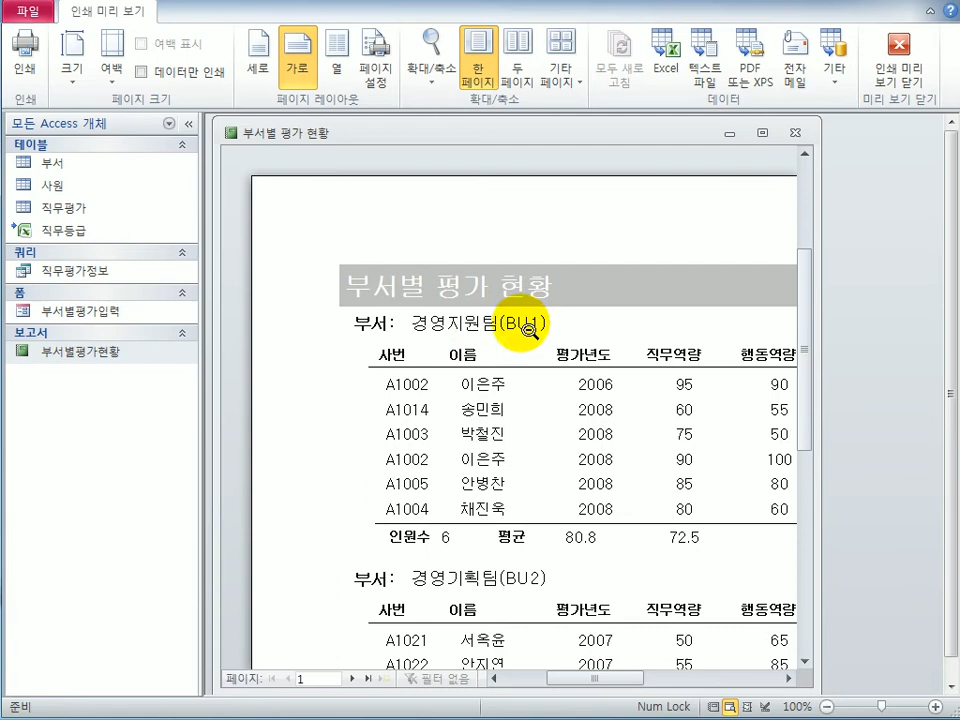 파일 인쇄 미리 보기
인쇄 크기 여백 여백 표시 데이터만 인쇄 세로 가로 열 페이지 설정 확대/축소 한 페이지 두 페이지 기타 페이지 모두 새로 고침 Excel 텍스트 파일 PDF 또는 XPS 전자 메일 기타 인쇄 미리 보기 닫기
인쇄 페이지 크기 페이지 레이아웃 확대/축소 데이터 미리 보기 닫기
모든 Access 개체
테이블
부서
사원
직무평가
직무등급
쿼리
직무평가정보
폼
부서별평가입력
보고서
부서별평가현황
부서별 평가 현황
부서별 평가 현황
부서: 경영지원팀(BU1)
사번 이름 평가년도 직무역량 행동역량
A1002 이은주 2006 95 90
A1014 송민희 2008 60 55
A1003 박철진 2008 75 50
A1002 이은주 2008 90 100
A1005 안병찬 2008 85 80
A1004 채진욱 2008 80 60
인원수 6 평균 80.8 72.5
부서: 경영기획팀(BU2)
사번 이름 평가년도 직무역량 행동역량
A1021 서옥윤 2007 50 65
A1022 안지연 2007 55 85
페이지: 1 필터 없음
준비 Num Lock 100%